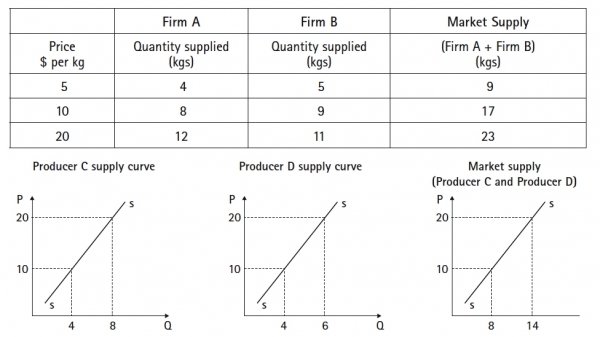 Firm A Firm B Market Supply
Price
$ per kg
Quantity supplied
(kgs)
Quantity supplied
(kgs)
(Firm A + Firm B)
(kgs)
5 4 5 9
10 8 9 17
20 12 11 23
Producer C supply curve
P
s
20
10
s
4 8 Q
Producer D supply curve
P
s
20
10
s
4 6 Q
Market supply
(Producer C and Producer D)
P
s
20
10
s
8 14